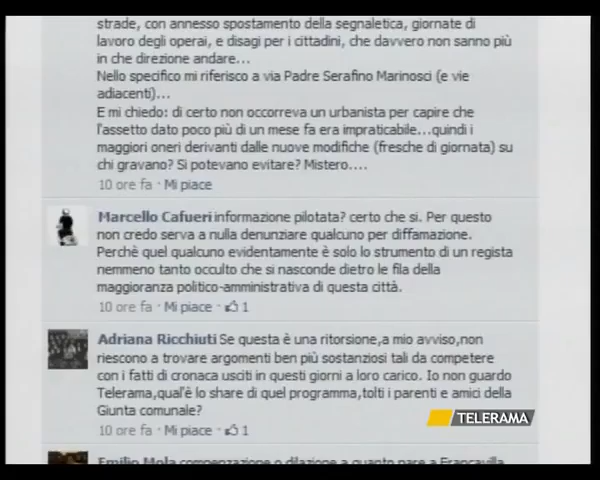 strade, con annesso spostamento della segnaletica, giornate di
lavoro degli operai, e disagi per i cittadini, che davvero non sanno più
in che direzione andare...
Nello specifico mi riferisco a via Padre Serafino Marinosci (e vie
adiacenti)...
E mi chiedo: di certo non occorreva un urbanista per capire che
l'assetto dato poco più di un mese fa era impraticabile...quindi i
maggiori oneri derivanti dalle nuove modifiche (fresche di giornata) su
chi gravano? Si potevano evitare? Mistero....
10 ore fa · Mi piace
Marcello Cafueri informazione pilotata? certo che si. Per questo
non credo serva a nulla denunziare qualcuno per diffamazione.
Perchè quel qualcuno evidentemente è solo lo strumento di un regista
nemmeno tanto occulto che si nasconde dietro le fila della
maggioranza politico-amministrativa di questa città.
10 ore fa · Mi piace · 1
Adriana Ricchiuti Se questa è una ritorsione,a mio avviso,non
riescono a trovare argomenti ben più sostanziosi tali da competere
con i fatti di cronaca usciti in questi giorni a loro carico. Io non guardo
Telerama,qual'è lo share di quel programma,tolti i parenti e amici della
Giunta comunale?
10 ore fa · Mi piace · 1
TELERAMA
Emilio Mola compenzazione o dilazione a quanto pare a Francavilla